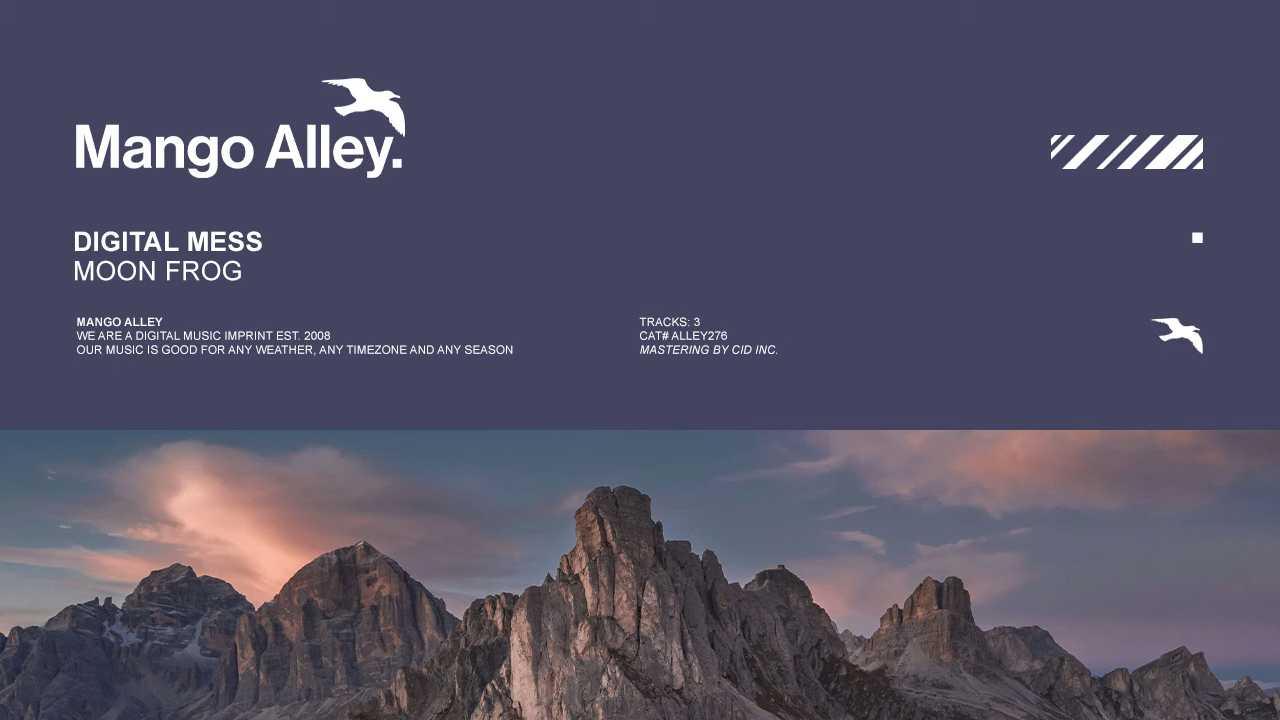 Mango Alley.
DIGITAL MESS
MOON FROG
MANGO ALLEY
WE ARE A DIGITAL MUSIC IMPRINT EST. 2008
OUR MUSIC IS GOOD FOR ANY WEATHER, ANY TIMEZONE AND ANY SEASON
TRACKS: 3
CAT# ALLEY276
MASTERING BY CID INC.